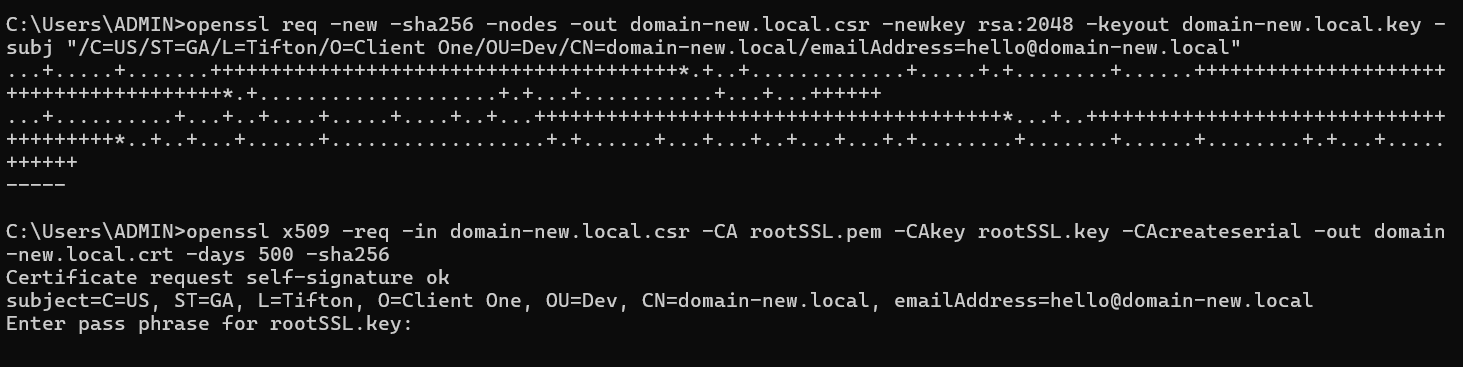 C:\Users\ADMIN>openssl req -new -sha256 -nodes -out domain-new.local.csr -newkey rsa:2048 -keyout domain-new.local.key -
subj "/C=US/ST=GA/L=Tifton/O=Client One/OU=Dev/CN=domain-new.local/emailAddress=hello@domain-new.local"
...+.....+.......+++++++++++++++++++++++++++++++++++++++*.+..+.............+.....+.+........+......+++++++++++++++++++++
++++++++++++++++++*.+....................+.+...+...........+...+...++++++
...+..........+...+..+....+.....+....+..+...+++++++++++++++++++++++++++++++++++++++*...+..++++++++++++++++++++++++++++++
+++++++++*..+..+...+......+..................+.+......+...+...+..+...+...+.+........+.......+......+........+.+...+.....
++++++
-----
C:\Users\ADMIN>openssl x509 -req -in domain-new.local.csr -CA rootSSL.pem -CAkey rootSSL.key -CAcreateserial -out domain
-new.local.crt -days 500 -sha256
Certificate request self-signature ok
subject=C=US, ST=GA, L=Tifton, O=Client One, OU=Dev, CN=domain-new.local, emailAddress=hello@domain-new.local
Enter pass phrase for rootSSL.key: